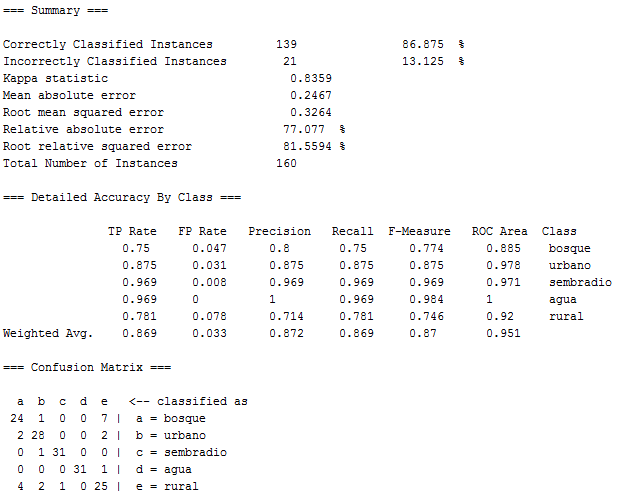 === Summary ===
Correctly Classified Instances 139 86.875 %
Incorrectly Classified Instances 21 13.125 %
Kappa statistic 0.8359
Mean absolute error 0.2467
Root mean squared error 0.3264
Relative absolute error 77.077 %
Root relative squared error 81.5594 %
Total Number of Instances 160
=== Detailed Accuracy By Class ===
TP Rate FP Rate Precision Recall F-Measure ROC Area Class
0.75 0.047 0.8 0.75 0.774 0.885 bosque
0.875 0.031 0.875 0.875 0.875 0.978 urbano
0.969 0.008 0.969 0.969 0.969 0.971 sembradio
0.969 0 1 0.969 0.984 1 agua
0.781 0.078 0.714 0.781 0.746 0.92 rural
Weighted Avg. 0.869 0.033 0.872 0.869 0.87 0.951
=== Confusion Matrix ===
a b c d e <-- classified as
24 1 0 0 7 | a = bosque
2 28 0 0 2 | b = urbano
0 1 31 0 0 | c = sembradio
0 0 0 31 1 | d = agua
4 2 1 0 25 | e = rural